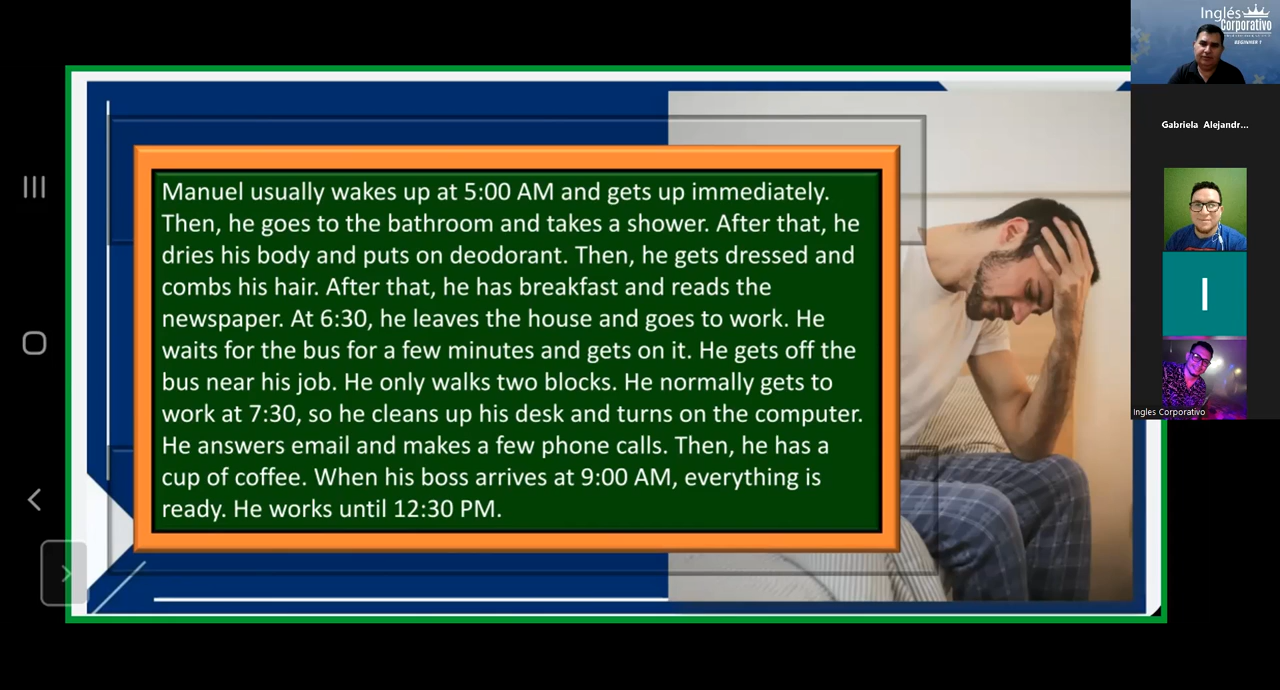 Manuel usually wakes up at 5:00 AM and gets up immediately.
Then, he goes to the bathroom and takes a shower. After that, he
dries his body and puts on deodorant. Then, he gets dressed and
combs his hair. After that, he has breakfast and reads the
newspaper. At 6:30, he leaves the house and goes to work. He
waits for the bus for a few minutes and gets on it. He gets off the
bus near his job. He only walks two blocks. He normally gets to
work at 7:30, so he cleans up his desk and turns on the computer.
He answers email and makes a few phone calls. Then, he has a
cup of coffee. When his boss arrives at 9:00 AM, everything is
ready. He works until 12:30 PM.
Inglés
Corporativo
BEGINNER 1
Gabriela Alejandr...
I
Ingles Corporativo